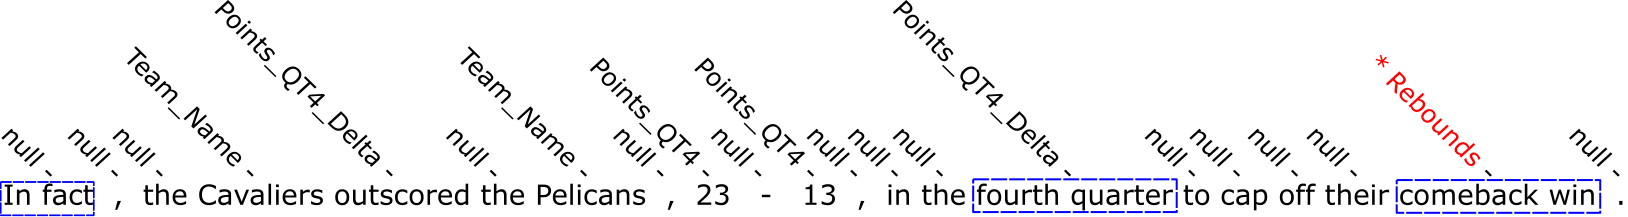 null null null Team_Name Points_QT4_Delta null Team_Name null Points_QT4 null Points_QT4 null null null Points_QT4_Delta null null null null * Rebounds null
In fact , the Cavaliers outscored the Pelicans , 23 - 13 , in the fourth quarter to cap off their comeback win .